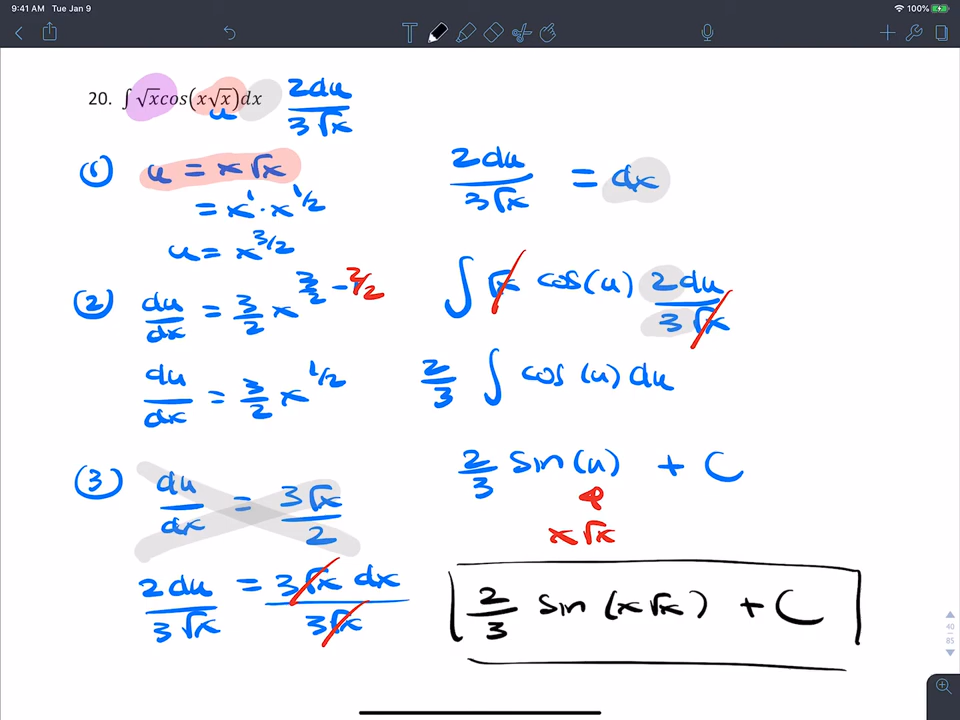 9:41 AM Tue Jan 9
100%
20. ∫ √x cos(x√x)dx 2du/3√x
u
① u = x√x
= x¹ · x^1/2
u = x^3/2
② du/dx = 3/2 x^(3/2 - 2/2)
du/dx = 3/2 x^1/2
③ du/dx = 3√x/2
2du/3√x = 3√x dx/3√x
2du/3√x = dx
∫ √x cos(u) 2du/3√x
2/3 ∫ cos(u) du
2/3 sin(u) + C
x√x
2/3 sin(x√x) + C
40
85